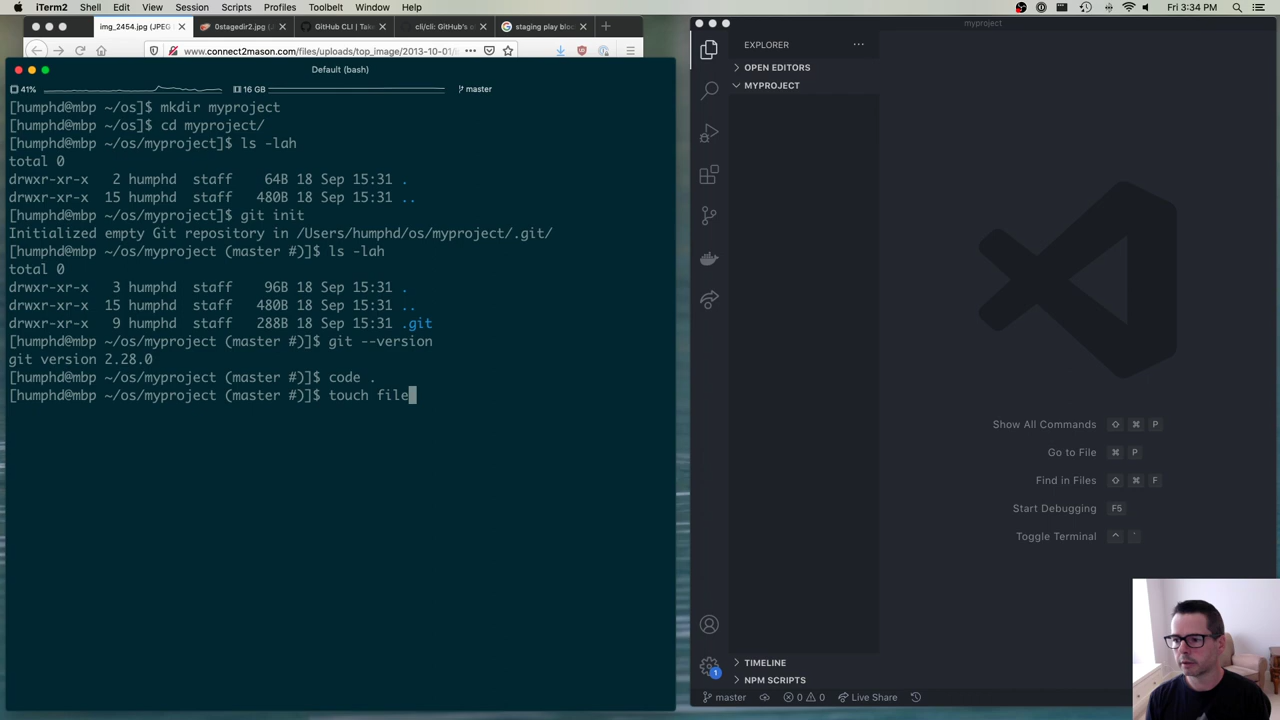 iTerm2 Shell Edit View Session Scripts Profiles Toolbelt Window Help Fri 3:34 PM
img_2454.jpg (JPEG 0stagedir2.jpg ( GitHub CLI | Take cli/cli: GitHub's staging play bloc
www.connect2mason.com/files/uploads/top_image/2013-10-01/
Default (bash)
41% 16 GB master
[humphd@mbp ~/os]$ mkdir myproject
[humphd@mbp ~/os]$ cd myproject/
[humphd@mbp ~/os/myproject]$ ls -lah
total 0
drwxr-xr-x 2 humphd staff 64B 18 Sep 15:31 .
drwxr-xr-x 15 humphd staff 480B 18 Sep 15:31 ..
[humphd@mbp ~/os/myproject]$ git init
Initialized empty Git repository in /Users/humphd/os/myproject/.git/
[humphd@mbp ~/os/myproject (master #)]$ ls -lah
total 0
drwxr-xr-x 3 humphd staff 96B 18 Sep 15:31 .
drwxr-xr-x 15 humphd staff 480B 18 Sep 15:31 ..
drwxr-xr-x 9 humphd staff 288B 18 Sep 15:31 .git
[humphd@mbp ~/os/myproject (master #)]$ git --version
git version 2.28.0
[humphd@mbp ~/os/myproject (master #)]$ code .
[humphd@mbp ~/os/myproject (master #)]$ touch file
myproject
EXPLORER
OPEN EDITORS
MYPROJECT
Show All Commands ⇧ ⌘ P
Go to File ⌘ P
Find in Files ⇧ ⌘ F
Start Debugging F5
Toggle Terminal ^ `
TIMELINE
1
NPM SCRIPTS
master 0 0 Live Share